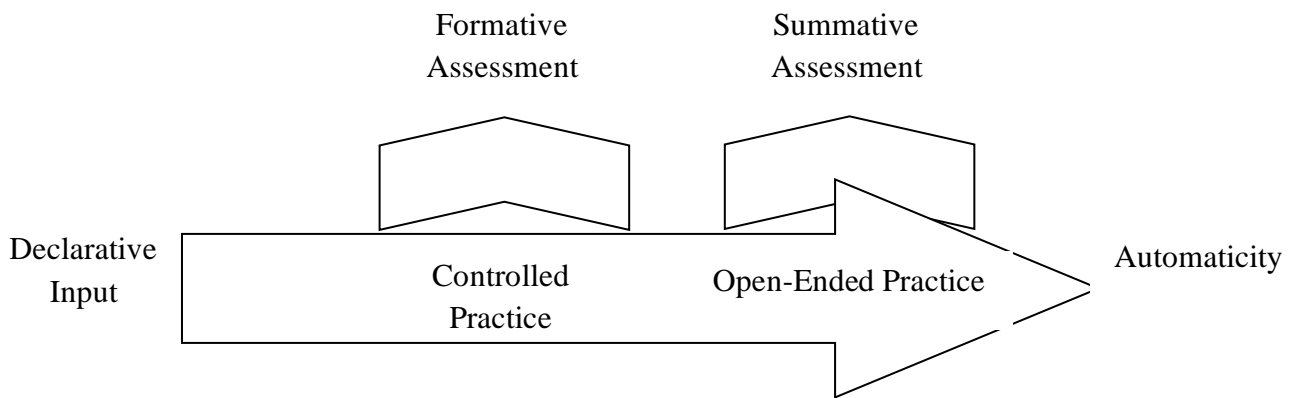 Formative
Assessment
Summative
Assessment
Declarative
Input
Controlled
Practice
Open-Ended Practice
Automaticity